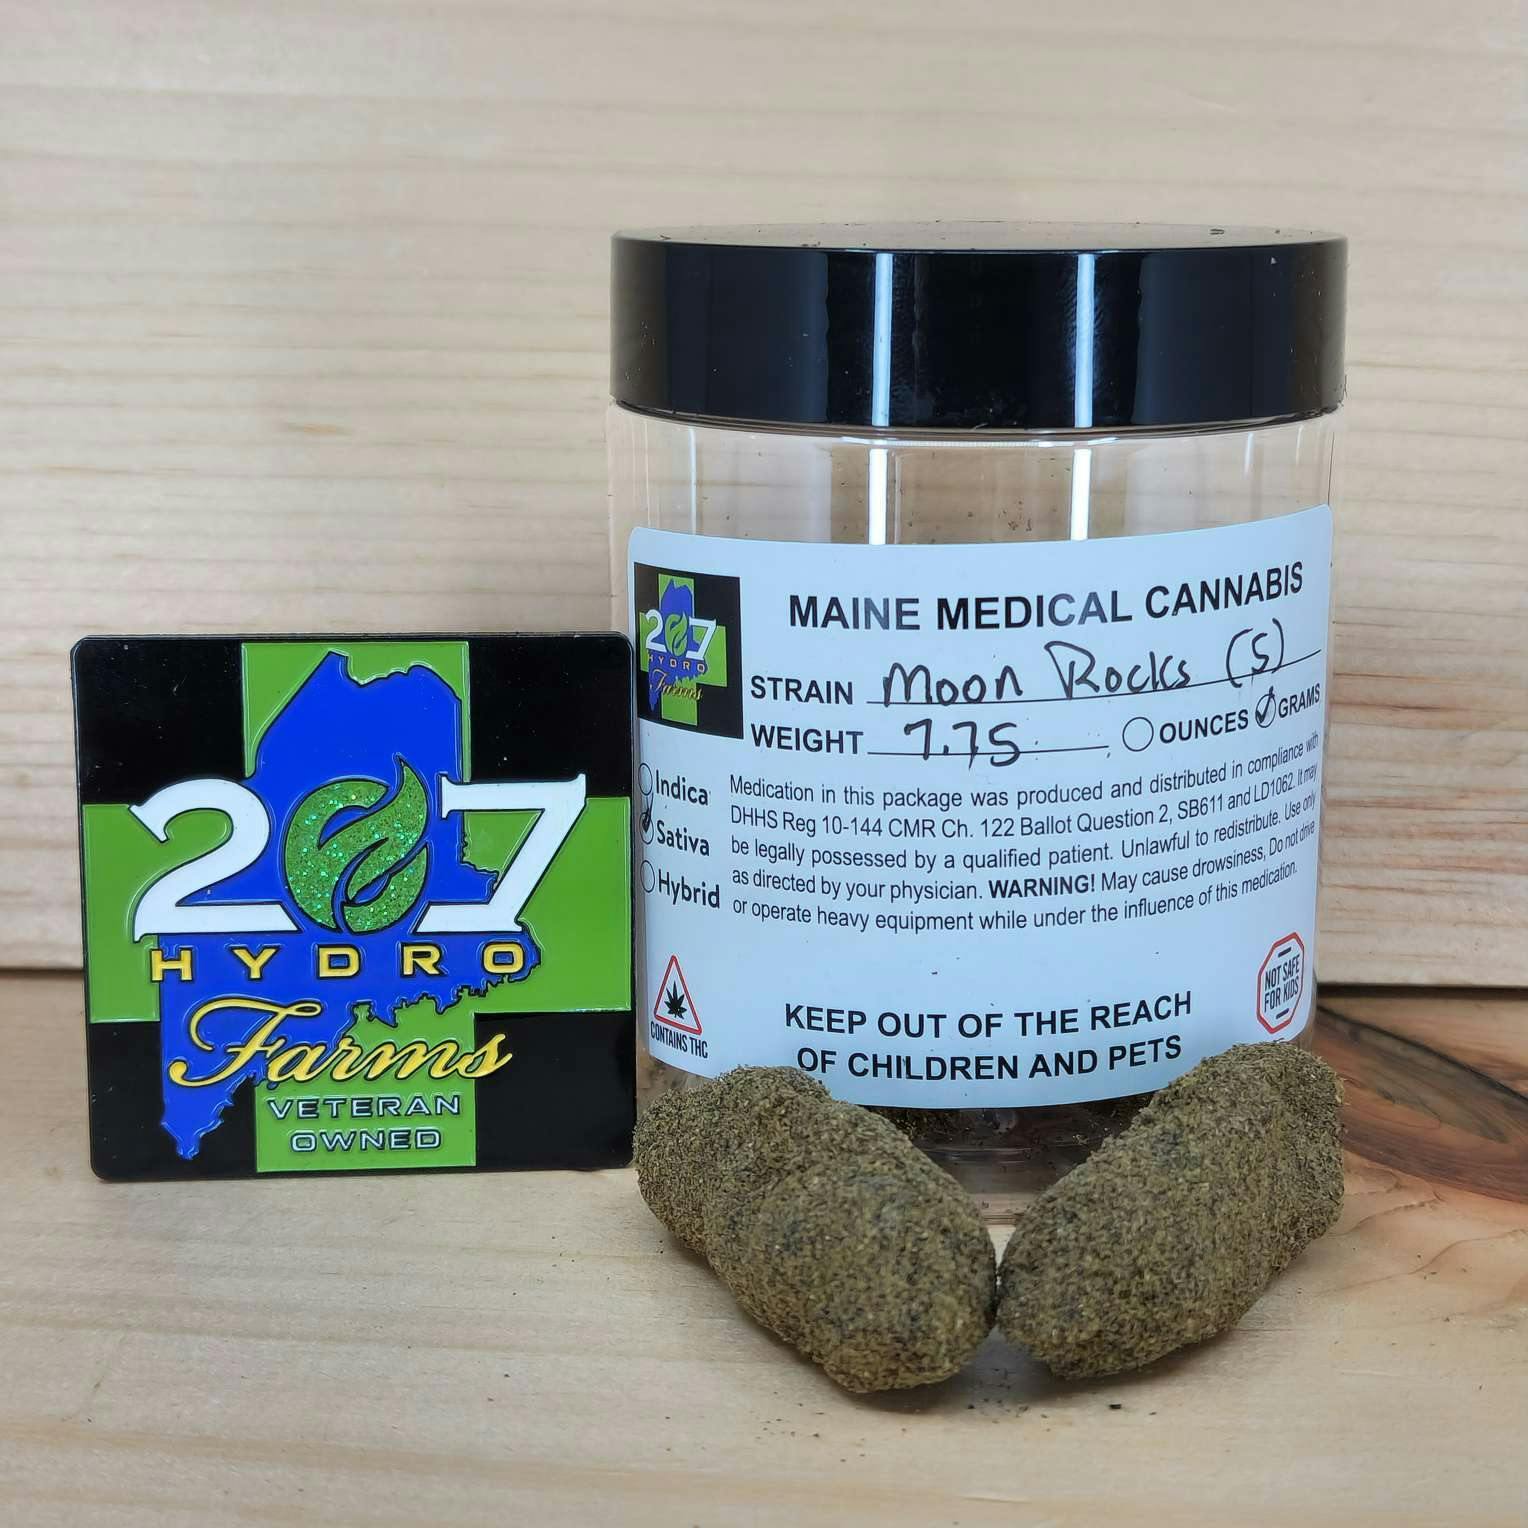 207
HYDRO
Farms
VETERAN
OWNED
207
HYDRO
Farms
MAINE MEDICAL CANNABIS
STRAIN Moon Rocks (S)
WEIGHT 7.75 OUNCES GRAMS
Indica
Sativa
Hybrid
Medication in this package was produced and distributed in compliance with
DHHS Reg 10-144 CMR Ch. 122 Ballot Question 2, SB611 and LD1062. It may
be legally possessed by a qualified patient. Unlawful to redistribute. Use only
as directed by your physician. WARNING! May cause drowsiness, Do not drive
or operate heavy equipment while under the influence of this medication.
CONTAINS THC
KEEP OUT OF THE REACH
OF CHILDREN AND PETS
NOT SAFE
FOR KIDS